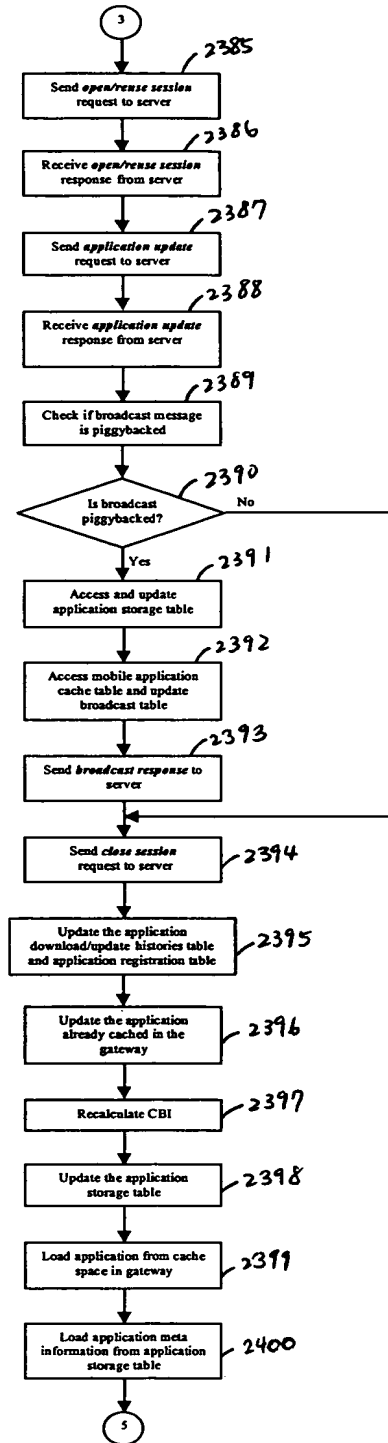 3
2385
Send open/reuse session
request to server
2386
Receive open/reuse session
response from server
2387
Send application update
request to server
2388
Receive application update
response from server
2389
Check if broadcast message
is piggybacked
2390
Is broadcast
piggybacked?
No
Yes
2391
Access and update
application storage table
2392
Access mobile application
cache table and update
broadcast table
2393
Send broadcast response to
server
Send close session
request to server
2394
Update the application
download/update histories table
and application registration table
2395
Update the application
already cached in the
gateway
2396
Recalculate CBI
2397
Update the application
storage table
2398
Load application from cache
space in gateway
2399
Load application meta
information from application
storage table
2400
5